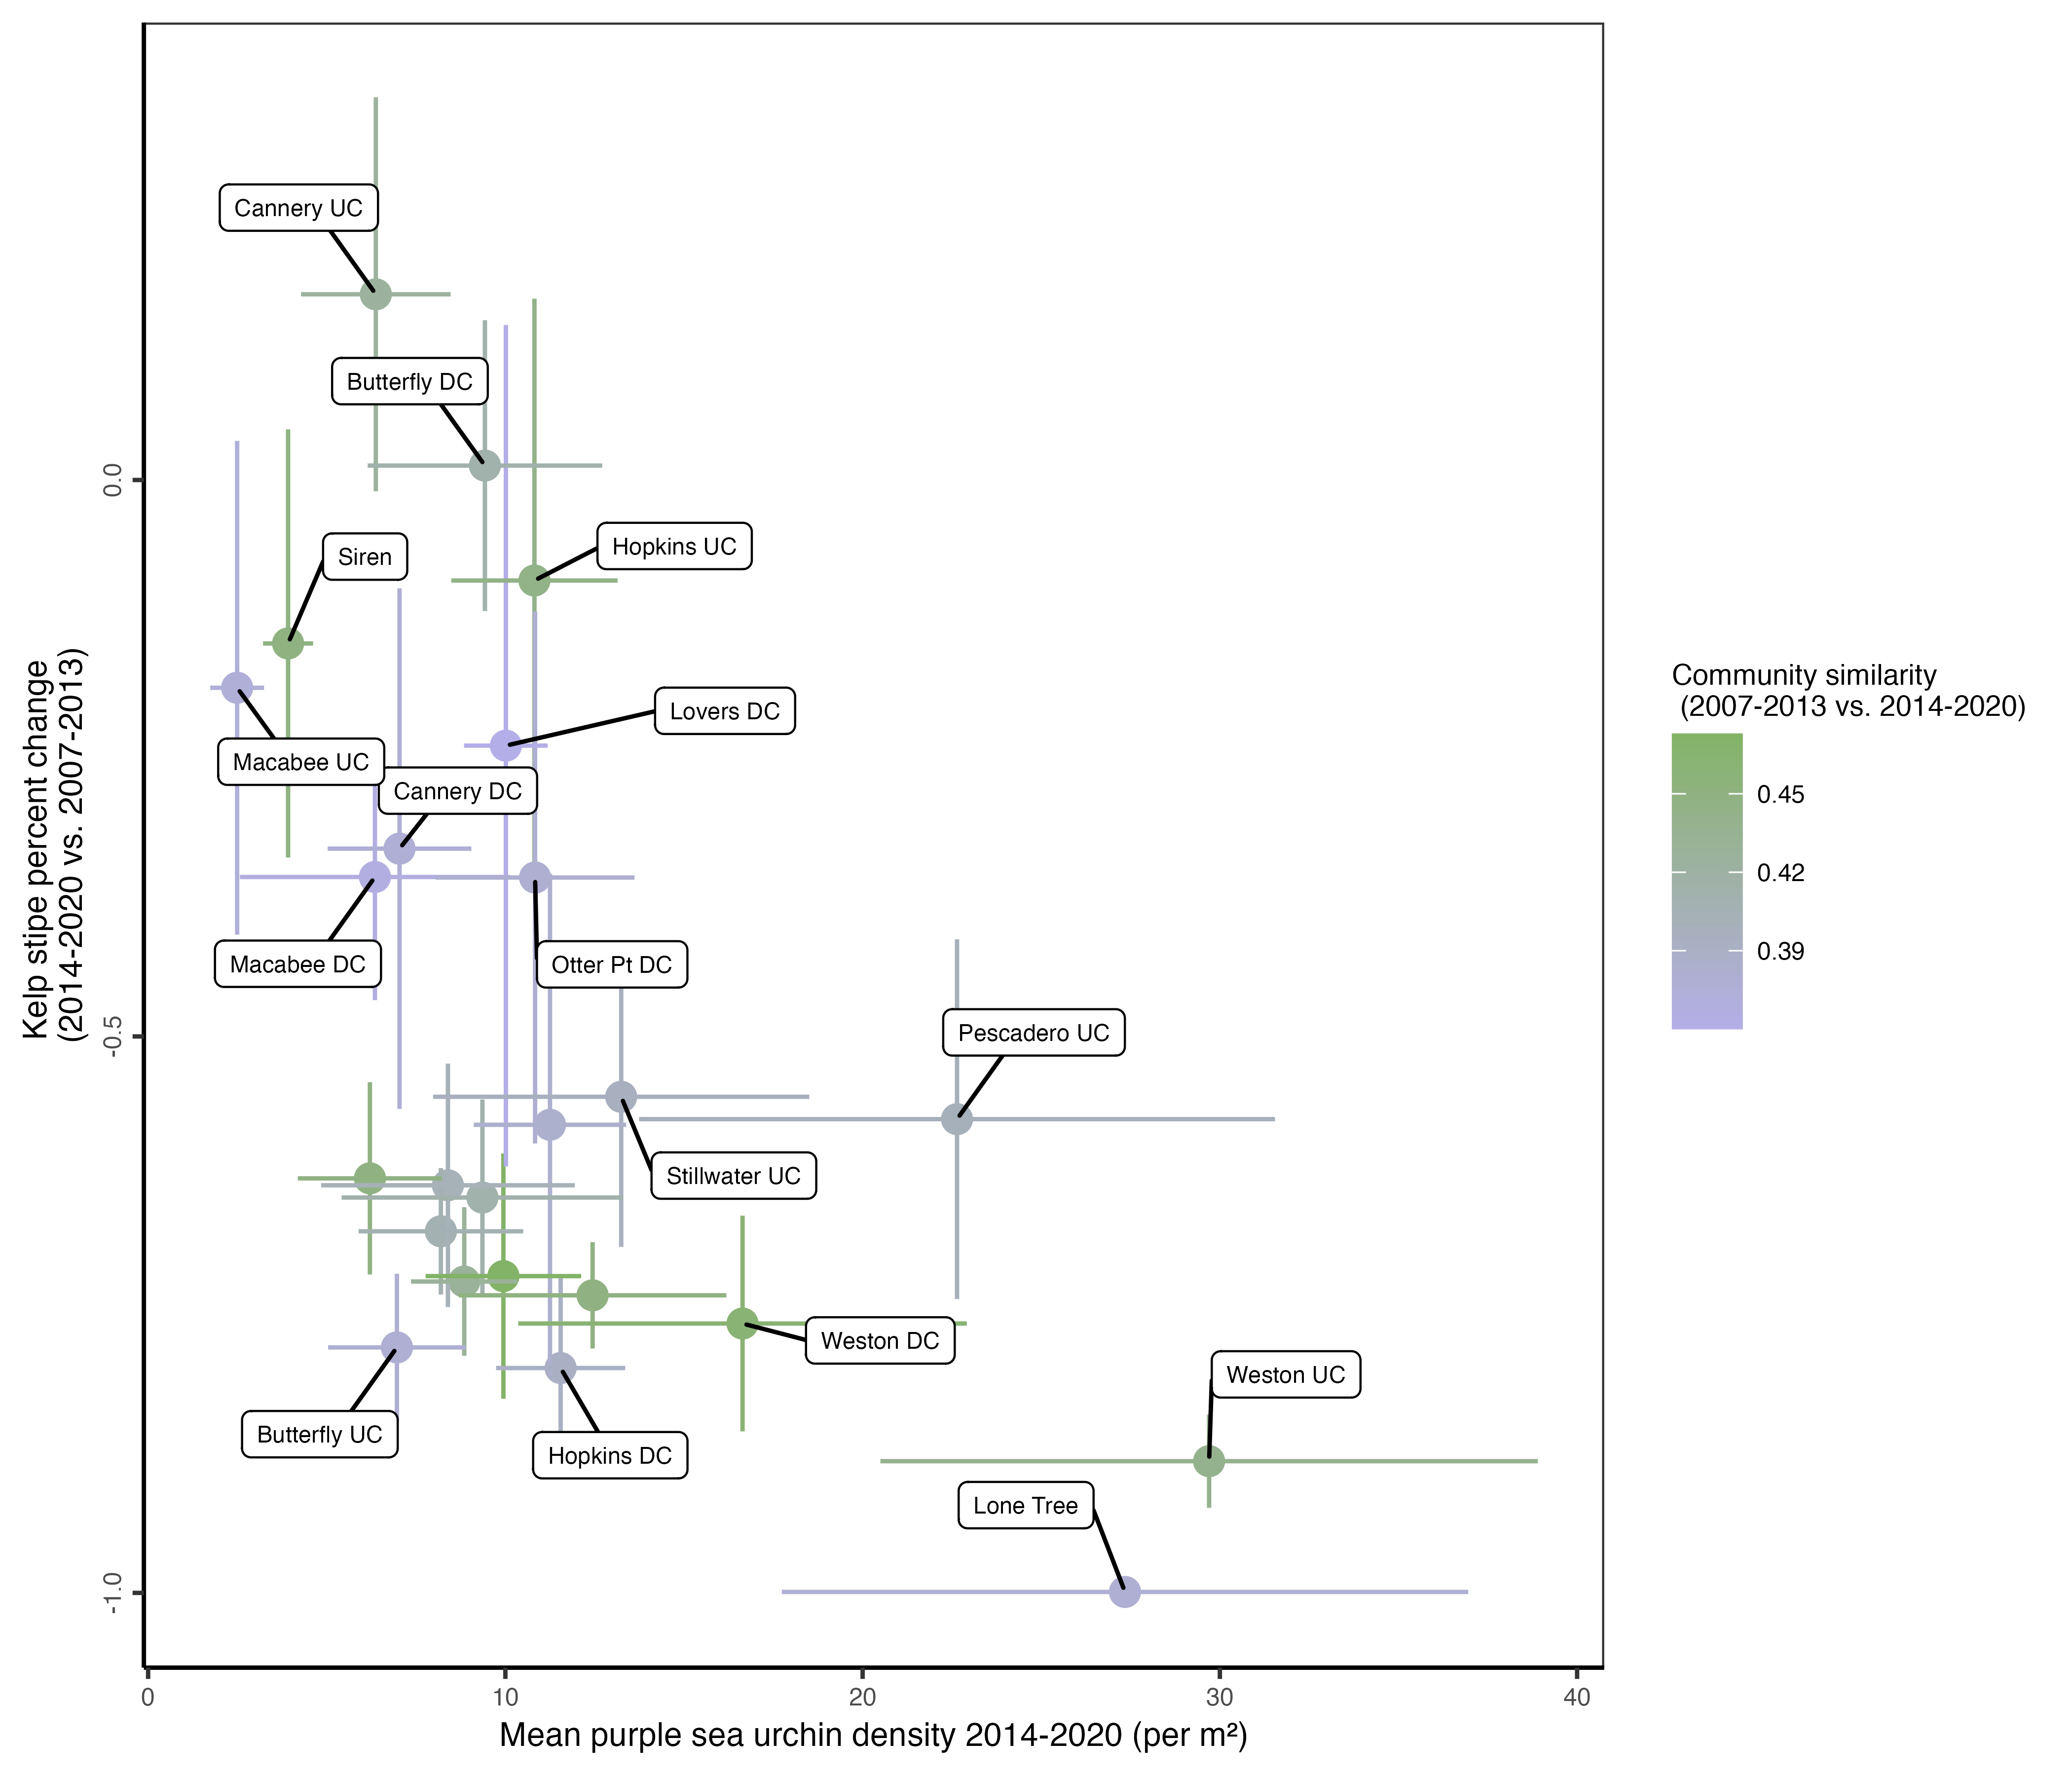 Cannery UC
Butterfly DC
Hopkins UC
Siren
Lovers DC
Macabee UC
Cannery DC
Macabee DC
Otter Pt DC
Pescadero UC
Stillwater UC
Weston DC
Weston UC
Butterfly UC
Hopkins DC
Lone Tree
0.0
-0.5
-1.0
Kelp stipe percent change
(2014-2020 vs. 2007-2013)
0
10
20
30
40
Mean purple sea urchin density 2014-2020 (per m²)
Community similarity
(2007-2013 vs. 2014-2020)
0.45
0.42
0.39